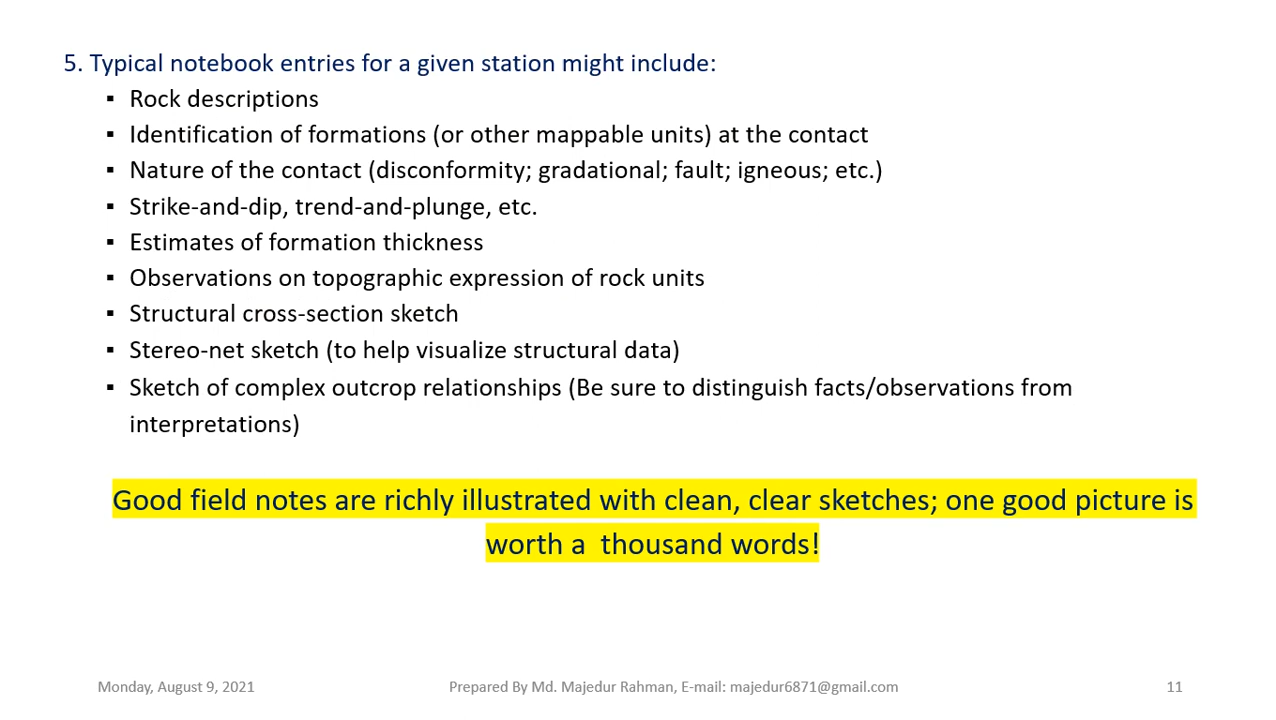 5. Typical notebook entries for a given station might include:
▪ Rock descriptions
▪ Identification of formations (or other mappable units) at the contact
▪ Nature of the contact (disconformity; gradational; fault; igneous; etc.)
▪ Strike-and-dip, trend-and-plunge, etc.
▪ Estimates of formation thickness
▪ Observations on topographic expression of rock units
▪ Structural cross-section sketch
▪ Stereo-net sketch (to help visualize structural data)
▪ Sketch of complex outcrop relationships (Be sure to distinguish facts/observations from
interpretations)
Good field notes are richly illustrated with clean, clear sketches; one good picture is
worth a  thousand words!
Monday, August 9, 2021
Prepared By Md. Majedur Rahman, E-mail: majedur6871@gmail.com
11